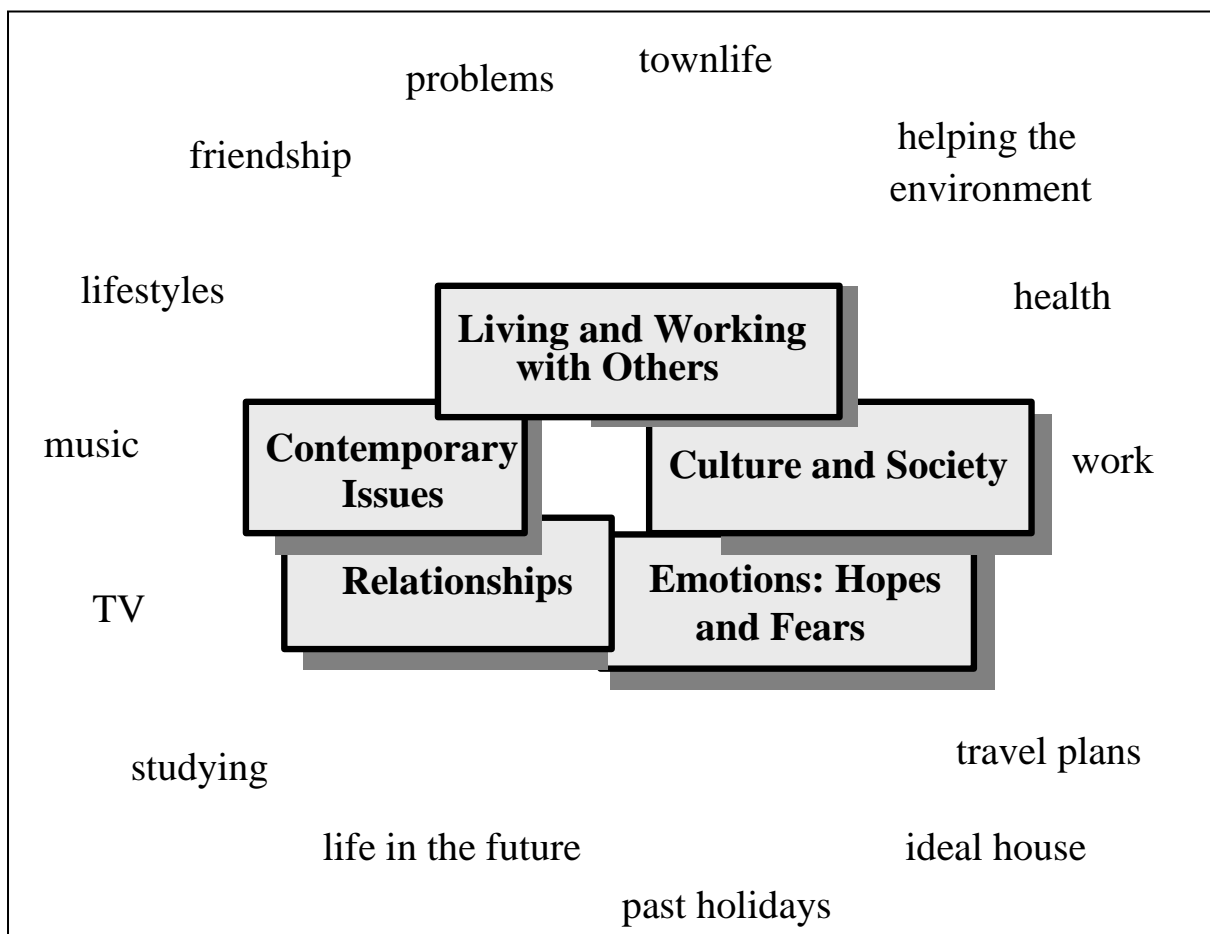 townlife
problems
helping the
environment
friendship
lifestyles
health
Living and Working
with Others
music
Contemporary
Issues
Culture and Society
work
TV
Relationships
Emotions: Hopes
and Fears
studying
travel plans
life in the future
ideal house
past holidays